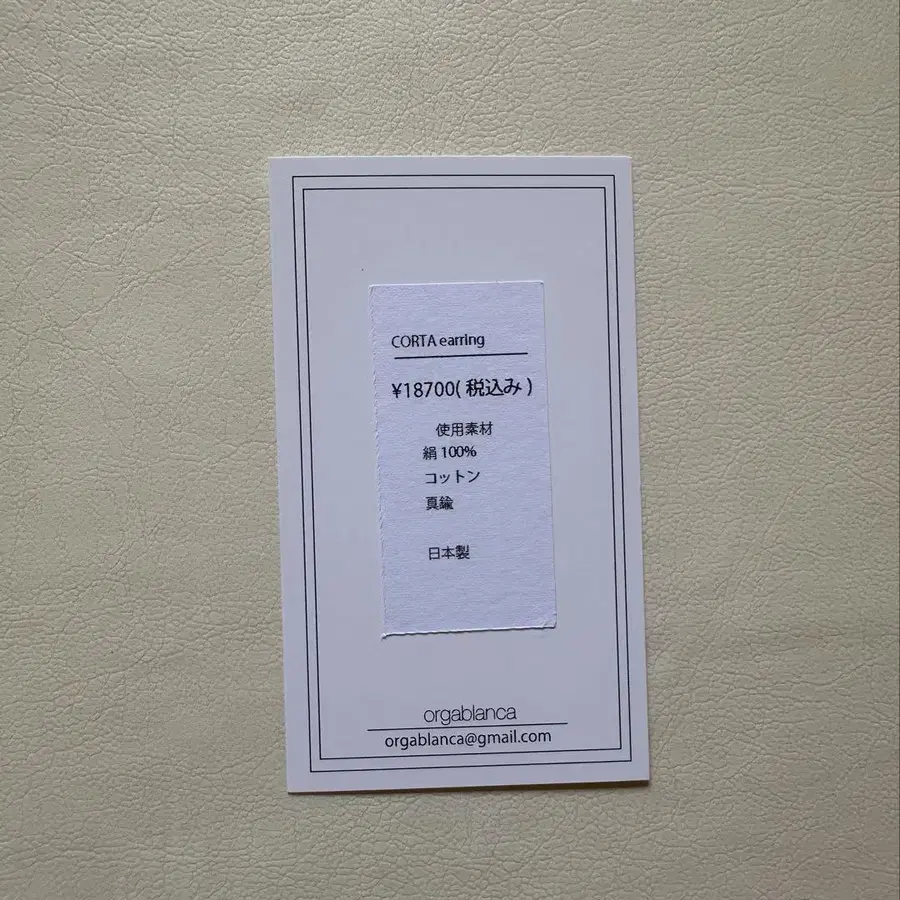 CORTA earring
¥18700( 税込み )
使用素材
絹 100%
コットン
真鍮
日本製
orgablanca
orgablanca@gmail.com